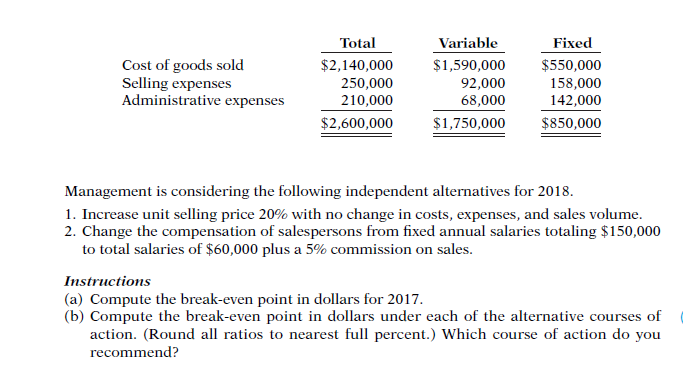 Total Variable Fixed
Cost of goods sold $2,140,000 $1,590,000 $550,000
Selling expenses 250,000 92,000 158,000
Administrative expenses 210,000 68,000 142,000
$2,600,000 $1,750,000 $850,000
Management is considering the following independent alternatives for 2018.
1. Increase unit selling price 20% with no change in costs, expenses, and sales volume.
2. Change the compensation of salespersons from fixed annual salaries totaling $150,000
to total salaries of $60,000 plus a 5% commission on sales.
Instructions
(a) Compute the break-even point in dollars for 2017.
(b) Compute the break-even point in dollars under each of the alternative courses of
action. (Round all ratios to nearest full percent.) Which course of action do you
recommend?